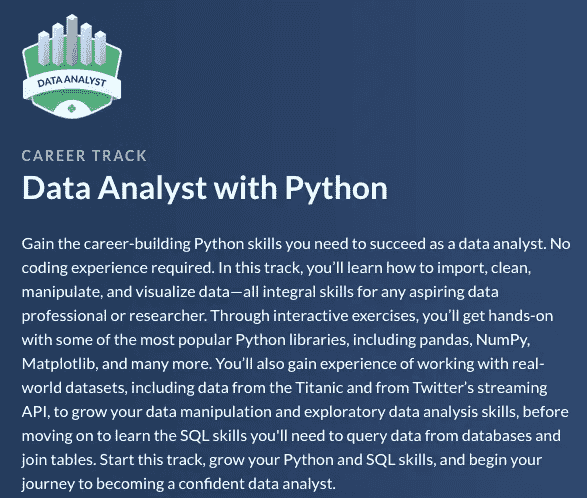 DATA ANALYST
CAREER TRACK
Data Analyst with Python
Gain the career-building Python skills you need to succeed as a data analyst. No
coding experience required. In this track, you’ll learn how to import, clean,
manipulate, and visualize data—all integral skills for any aspiring data
professional or researcher. Through interactive exercises, you’ll get hands-on
with some of the most popular Python libraries, including pandas, NumPy,
Matplotlib, and many more. You’ll also gain experience of working with real-
world datasets, including data from the Titanic and from Twitter’s streaming
API, to grow your data manipulation and exploratory data analysis skills, before
moving on to learn the SQL skills you'll need to query data from databases and
join tables. Start this track, grow your Python and SQL skills, and begin your
journey to becoming a confident data analyst.